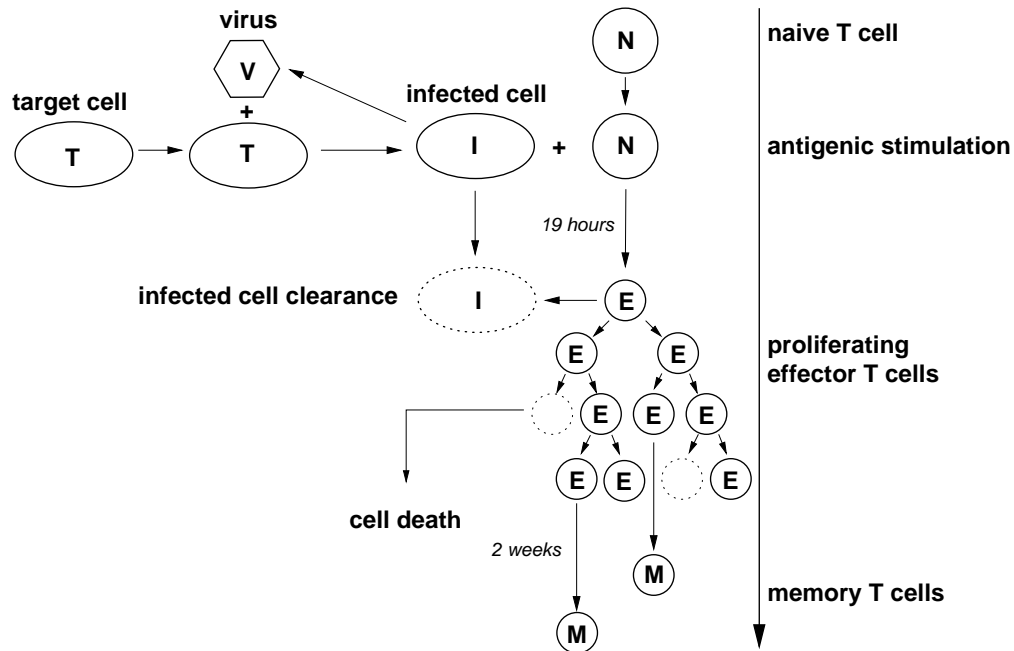 virus
naive T cell
N
V
target cell
+
infected cell
T
T
I
+
N
antigenic stimulation
19 hours
infected cell clearance
I
E
E
E
proliferating
effector T cells
E
E
E
E
E
E
cell death
2 weeks
M
memory T cells
M